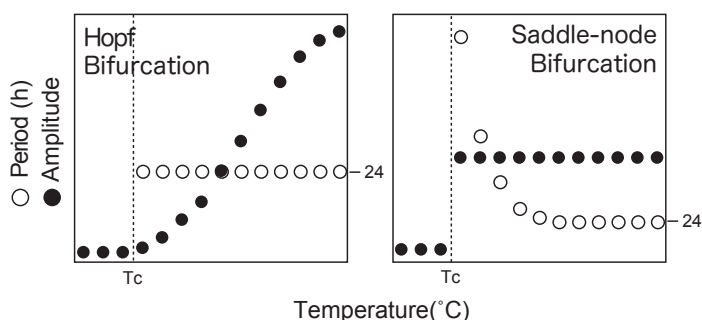 Hopf
Bifurcation
Saddle-node
Bifurcation
Period (h)
Amplitude
24
24
Tc
Tc
Temperature(˚C)